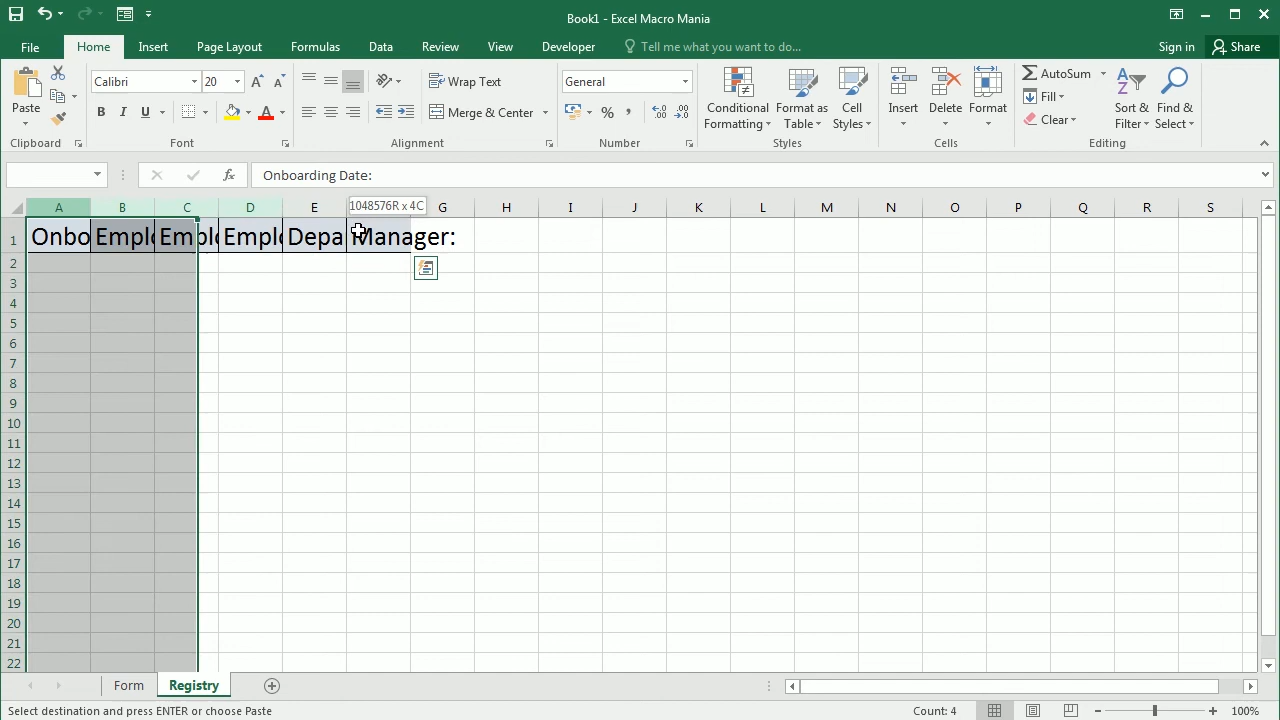 Book1 - Excel Macro Mania
File Home Insert Page Layout Formulas Data Review View Developer Tell me what you want to do... Sign in Share
Paste
Clipboard
Calibri 20
B I U A
Font
Wrap Text
Merge & Center
Alignment
General
% ,
Number
Conditional Formatting
Format as Table
Cell Styles
Styles
Insert Delete Format
Cells
AutoSum
Fill
Clear
Sort & Filter
Find & Select
Editing
fx Onboarding Date:
1048576R x 4C
A B C D E G H I J K L M N O P Q R S
1 Onbo Emplo Emplo Emplo Depa Manager:
2
3
4
5
6
7
8
9
10
11
12
13
14
15
16
17
18
19
20
21
22
Form Registry
Select destination and press ENTER or choose Paste Count: 4 100%